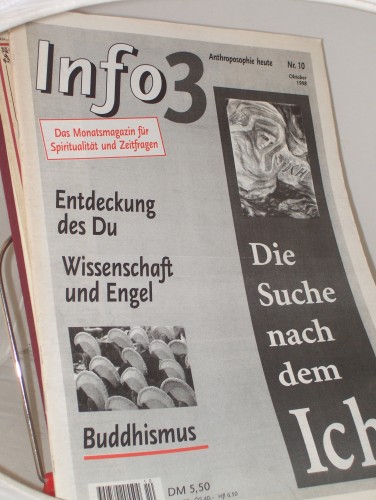 Info3
Anthroposophie heute
Nr. 10
Oktober
1998
Das Monatsmagazin für
Spiritualität und Zeitfragen
ICH
Entdeckung
des Du
Wissenschaft
und Engel
Buddhismus
Die
Suche
nach
dem
Ich
DM 5,50